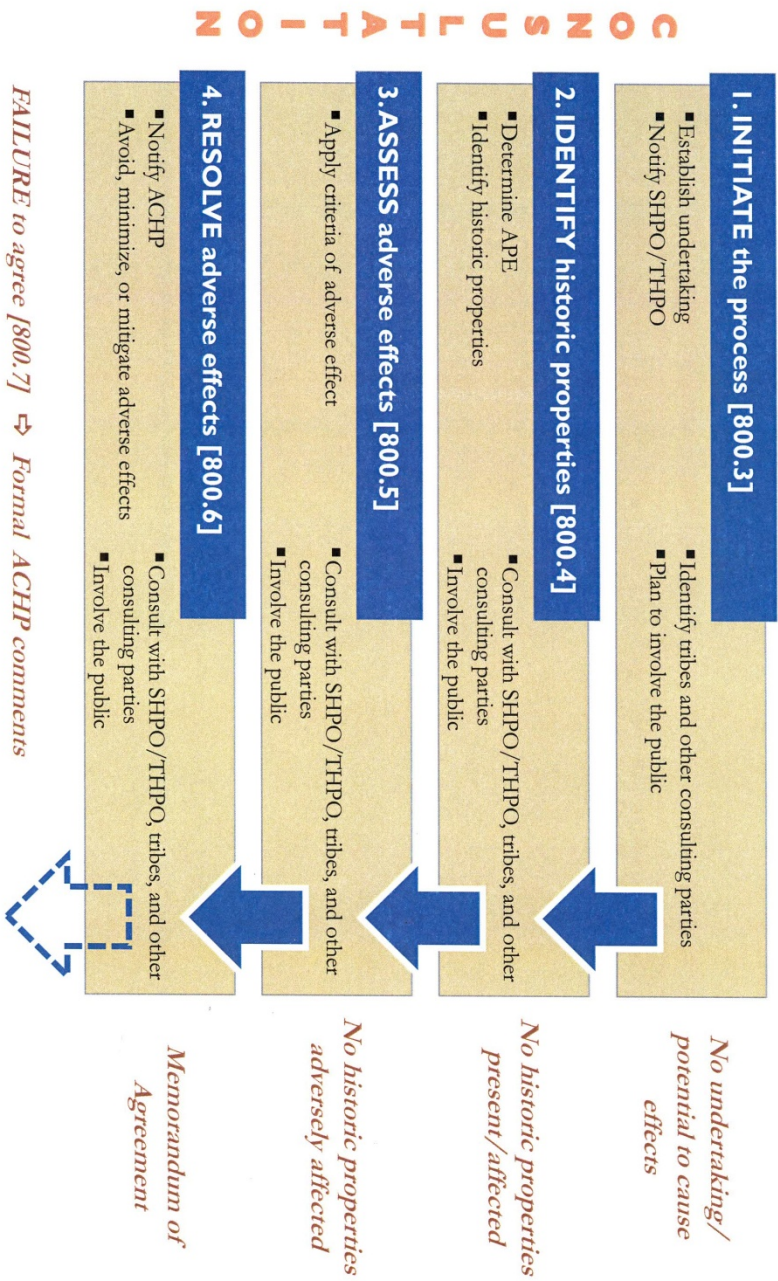 CONSULTATION
1. INITIATE the process [800.3]
▪ Establish undertaking
▪ Notify SHPO/THPO
▪ Identify tribes and other consulting parties
▪ Plan to involve the public
No undertaking/
potential to cause
effects
2. IDENTIFY historic properties [800.4]
▪ Determine APE
▪ Identify historic properties
▪ Consult with SHPO/THPO, tribes, and other
consulting parties
▪ Involve the public
No historic properties
present/affected
3. ASSESS adverse effects [800.5]
▪ Apply criteria of adverse effect
▪ Consult with SHPO/THPO, tribes, and other
consulting parties
▪ Involve the public
No historic properties
adversely affected
4. RESOLVE adverse effects [800.6]
▪ Notify ACHP
▪ Avoid, minimize, or mitigate adverse effects
▪ Consult with SHPO/THPO, tribes, and other
consulting parties
▪ Involve the public
Memorandum of
Agreement
FAILURE to agree [800.7] ⇨ Formal ACHP comments